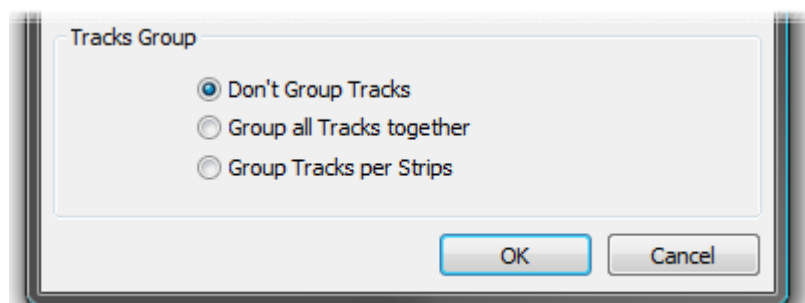 Tracks Group
Don't Group Tracks
Group all Tracks together
Group Tracks per Strips
OK
Cancel